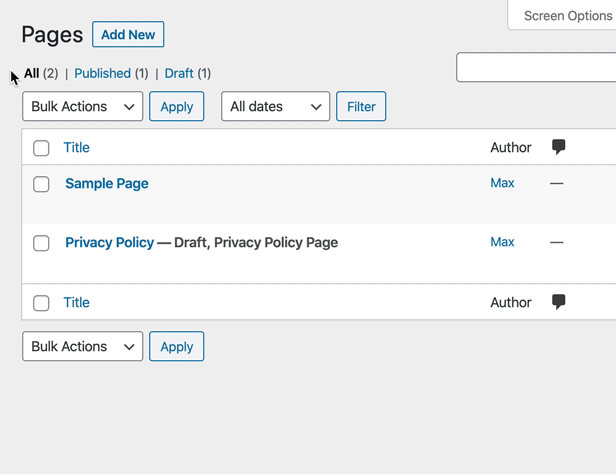 Screen Options
Pages Add New
All (2) | Published (1) | Draft (1)
Bulk Actions Apply All dates Filter
Title Author
Sample Page Max —
Privacy Policy — Draft, Privacy Policy Page Max —
Title Author
Bulk Actions Apply